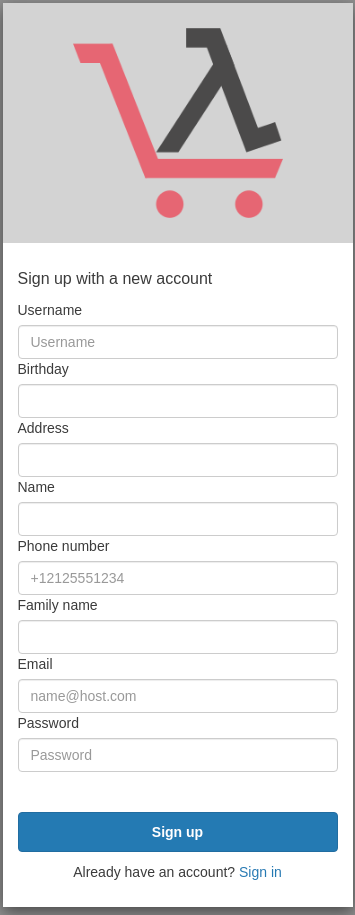 Sign up with a new account
Username
Username
Birthday
Address
Name
Phone number
+12125551234
Family name
Email
name@host.com
Password
Password
Sign up
Already have an account? Sign in